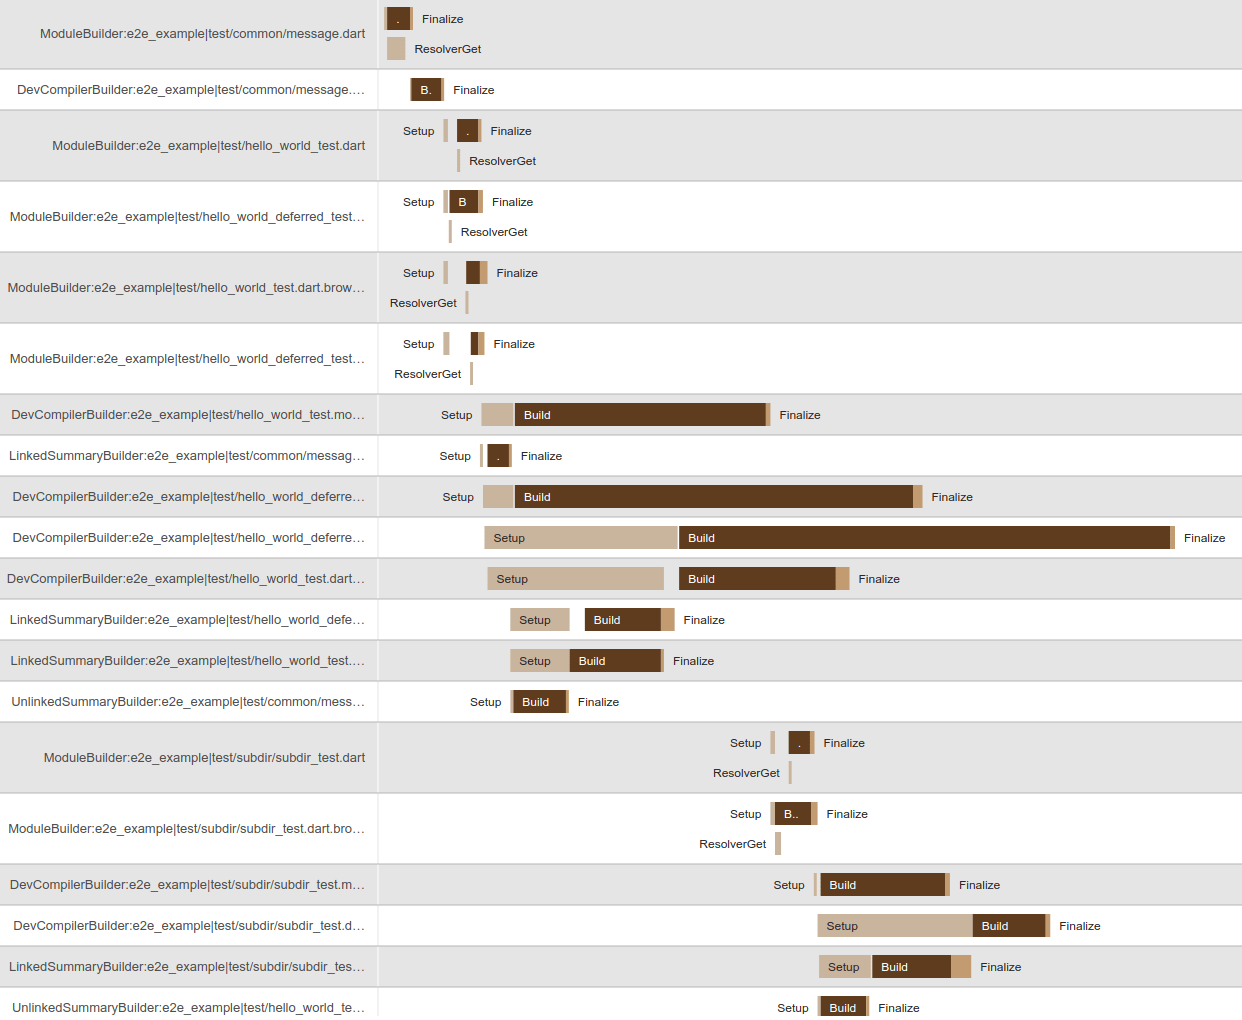 ModuleBuilder:e2e_example|test/common/message.dart
. Finalize
ResolverGet
DevCompilerBuilder:e2e_example|test/common/message.… B. Finalize
ModuleBuilder:e2e_example|test/hello_world_test.dart
Setup . Finalize
ResolverGet
ModuleBuilder:e2e_example|test/hello_world_deferred_test…
Setup B Finalize
ResolverGet
ModuleBuilder:e2e_example|test/hello_world_test.dart.brow…
Setup Finalize
ResolverGet
ModuleBuilder:e2e_example|test/hello_world_deferred_test…
Setup Finalize
ResolverGet
DevCompilerBuilder:e2e_example|test/hello_world_test.mo… Setup Build Finalize
LinkedSummaryBuilder:e2e_example|test/common/messag… Setup . Finalize
DevCompilerBuilder:e2e_example|test/hello_world_deferre… Setup Build Finalize
DevCompilerBuilder:e2e_example|test/hello_world_deferre… Setup Build Finalize
DevCompilerBuilder:e2e_example|test/hello_world_test.dart… Setup Build Finalize
LinkedSummaryBuilder:e2e_example|test/hello_world_defe… Setup Build Finalize
LinkedSummaryBuilder:e2e_example|test/hello_world_test.… Setup Build Finalize
UnlinkedSummaryBuilder:e2e_example|test/common/mess… Setup Build Finalize
ModuleBuilder:e2e_example|test/subdir/subdir_test.dart
Setup . Finalize
ResolverGet
ModuleBuilder:e2e_example|test/subdir/subdir_test.dart.bro…
Setup B.. Finalize
ResolverGet
DevCompilerBuilder:e2e_example|test/subdir/subdir_test.m… Setup Build Finalize
DevCompilerBuilder:e2e_example|test/subdir/subdir_test.d… Setup Build Finalize
LinkedSummaryBuilder:e2e_example|test/subdir/subdir_tes… Setup Build Finalize
UnlinkedSummaryBuilder:e2e_example|test/hello_world_te… Setup Build Finalize